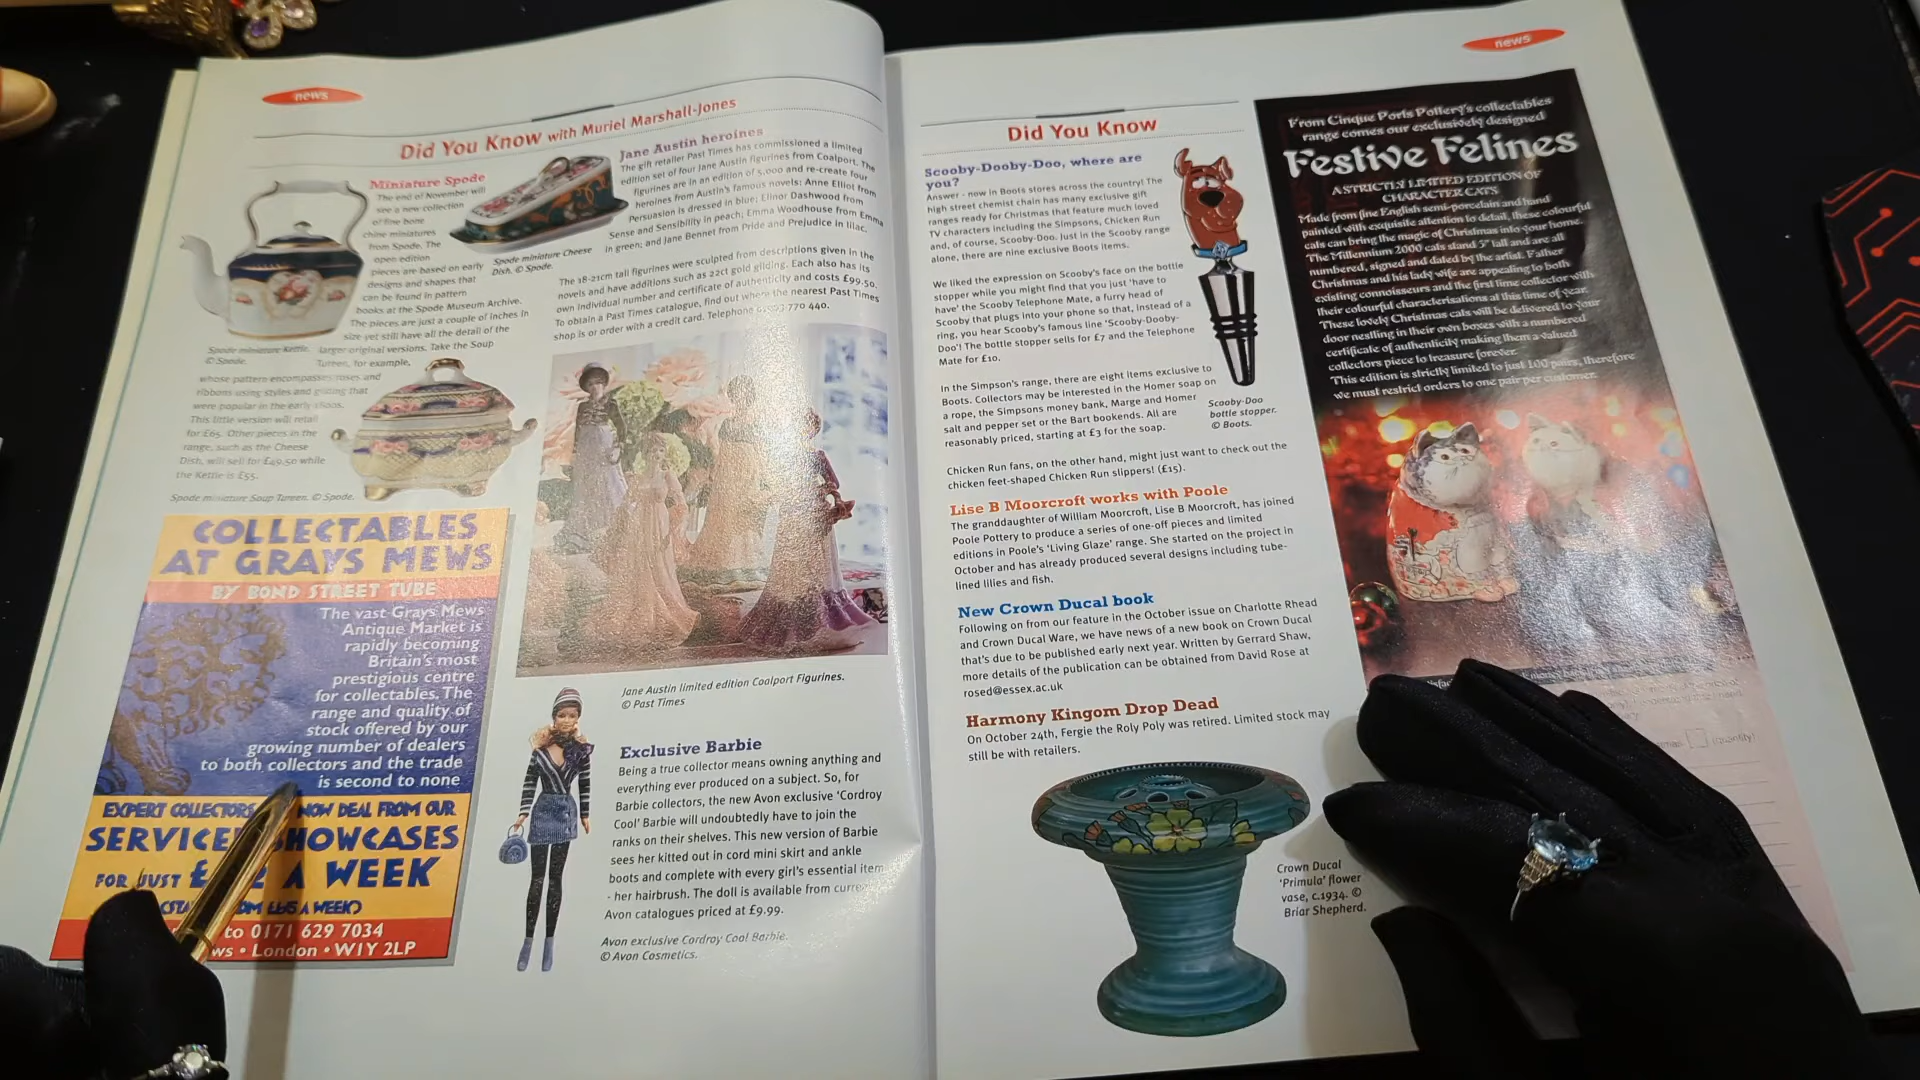 news
Did You Know with Muriel Marshall-Jones
Miniature Spode
The end of November will
see a new collection
of fine bone
china miniatures
from Spode. The
open edition
pieces are based on early
designs and shapes that
can be found in pattern
books at the Spode Museum Archive.
The pieces are just a couple of inches in
size yet still have all the detail of the
larger original versions. Take the Soup
Tureen, for example,
whose pattern encompasses roses and
ribbons using styles and gilding that
were popular in the early
This little version will retail
for £65. Other pieces in the
range, such as the Cheese
Dish, will sell for £49.50 while
the Kettle is £55.
Spode miniature Kettle.
© Spode.
Spode miniature Cheese
Dish. © Spode.
Spode miniature Soup Tureen. © Spode.
Jane Austin heroines
The gift retailer Past Times has commissioned a limited
edition set of four Jane Austin figurines from Coalport. The
figurines are in an edition of 5,000 and re-create four
heroines from Austin's famous novels: Anne Elliot from
Persuasion is dressed in blue; Elinor Dashwood from
Sense and Sensibility in peach; Emma Woodhouse from Emma
in green; and Jane Bennet from Pride and Prejudice in lilac.
The 18-21cm tall figurines were sculpted from descriptions given in the
novels and have additions such as 22ct gold gilding. Each also has its
own individual number and certificate of authenticity and costs £99.50.
To obtain a Past Times catalogue, find out where the nearest Past Times
shop is or order with a credit card. Telephone 770 440.
Jane Austin limited edition Coalport Figurines.
© Past Times
COLLECTABLES
AT GRAYS MEWS
BY BOND STREET TUBE
The vast Grays Mews
Antique Market is
rapidly becoming
Britain's most
prestigious centre
for collectables. The
range and quality of
stock offered by our
growing number of dealers
to both collectors and the trade
is second to none
EXPERT COLLECTORS NOW DEAL FROM OUR
SERVICE SHOWCASES
FOR JUST A WEEK
A WEEK)
to 0171 629 7034
London • W1Y 2LP
Exclusive Barbie
Being a true collector means owning anything and
everything ever produced on a subject. So, for
Barbie collectors, the new Avon exclusive 'Cordroy
Cool' Barbie will undoubtedly have to join the
ranks on their shelves. This new version of Barbie
sees her kitted out in cord mini skirt and ankle
boots and complete with every girl's essential item
- her hairbrush. The doll is available from
Avon catalogues priced at £9.99.
Avon exclusive Cordroy Cool Barbie.
© Avon Cosmetics.
news
Did You Know
Scooby-Dooby-Doo, where are
you?
Answer - now in Boots stores across the country! The
high street chemist chain has many exclusive gift
ranges ready for Christmas that feature much loved
TV characters including the Simpsons, Chicken Run
and, of course, Scooby-Doo. Just in the Scooby range
alone, there are nine exclusive Boots items.
We liked the expression on Scooby's face on the bottle
stopper while you might find that you just 'have to
have' the Scooby Telephone Mate, a furry head of
Scooby that plugs into your phone so that, instead of a
ring, you hear Scooby's famous line 'Scooby-Dooby-
Doo'! The bottle stopper sells for £7 and the Telephone
Mate for £10.
In the Simpson's range, there are eight items exclusive to
Boots. Collectors may be interested in the Homer soap on
a rope, the Simpsons money bank, Marge and Homer
salt and pepper set or the Bart bookends. All are
reasonably priced, starting at £3 for the soap.
Scooby-Doo
bottle stopper.
© Boots.
Chicken Run fans, on the other hand, might just want to check out the
chicken feet-shaped Chicken Run slippers! (£15).
Lise B Moorcroft works with Poole
The granddaughter of William Moorcroft, Lise B Moorcroft, has joined
Poole Pottery to produce a series of one-off pieces and limited
editions in Poole's 'Living Glaze' range. She started on the project in
October and has already produced several designs including tube-
lined lillies and fish.
New Crown Ducal book
Following on from our feature in the October issue on Charlotte Rhead
and Crown Ducal Ware, we have news of a new book on Crown Ducal
that's due to be published early next year. Written by Gerrard Shaw,
more details of the publication can be obtained from David Rose at
rosed@essex.ac.uk
Harmony Kingom Drop Dead
On October 24th, Fergie the Roly Poly was retired. Limited stock may
still be with retailers.
Crown Ducal
'Primula' flower
vase, c.1934. ©
Briar Shepherd.
From Cinque Ports Pottery's collectables
range comes our exclusively designed
Festive Felines
A STRICTLY LIMITED EDITION OF
CHARACTER CATS
Made from fine English semi-porcelain and hand
painted with exquisite attention to detail, these colourful
cats can bring the magic of Christmas into your home.
The Millennium 2000 cats stand 5" tall and are all
numbered, signed and dated by the artist. Father
Christmas and his lady wife are appealing to both
existing connoisseurs and the first time collector with
their colourful characterisations at this time of year.
These lovely Christmas cats will be delivered to your
door nestling in their own boxes with a numbered
certificate of authenticity making them a valued
collectors piece to treasure forever.
This edition is strictly limited to just 100 pairs, therefore
we must restrict orders to one pair per customer.